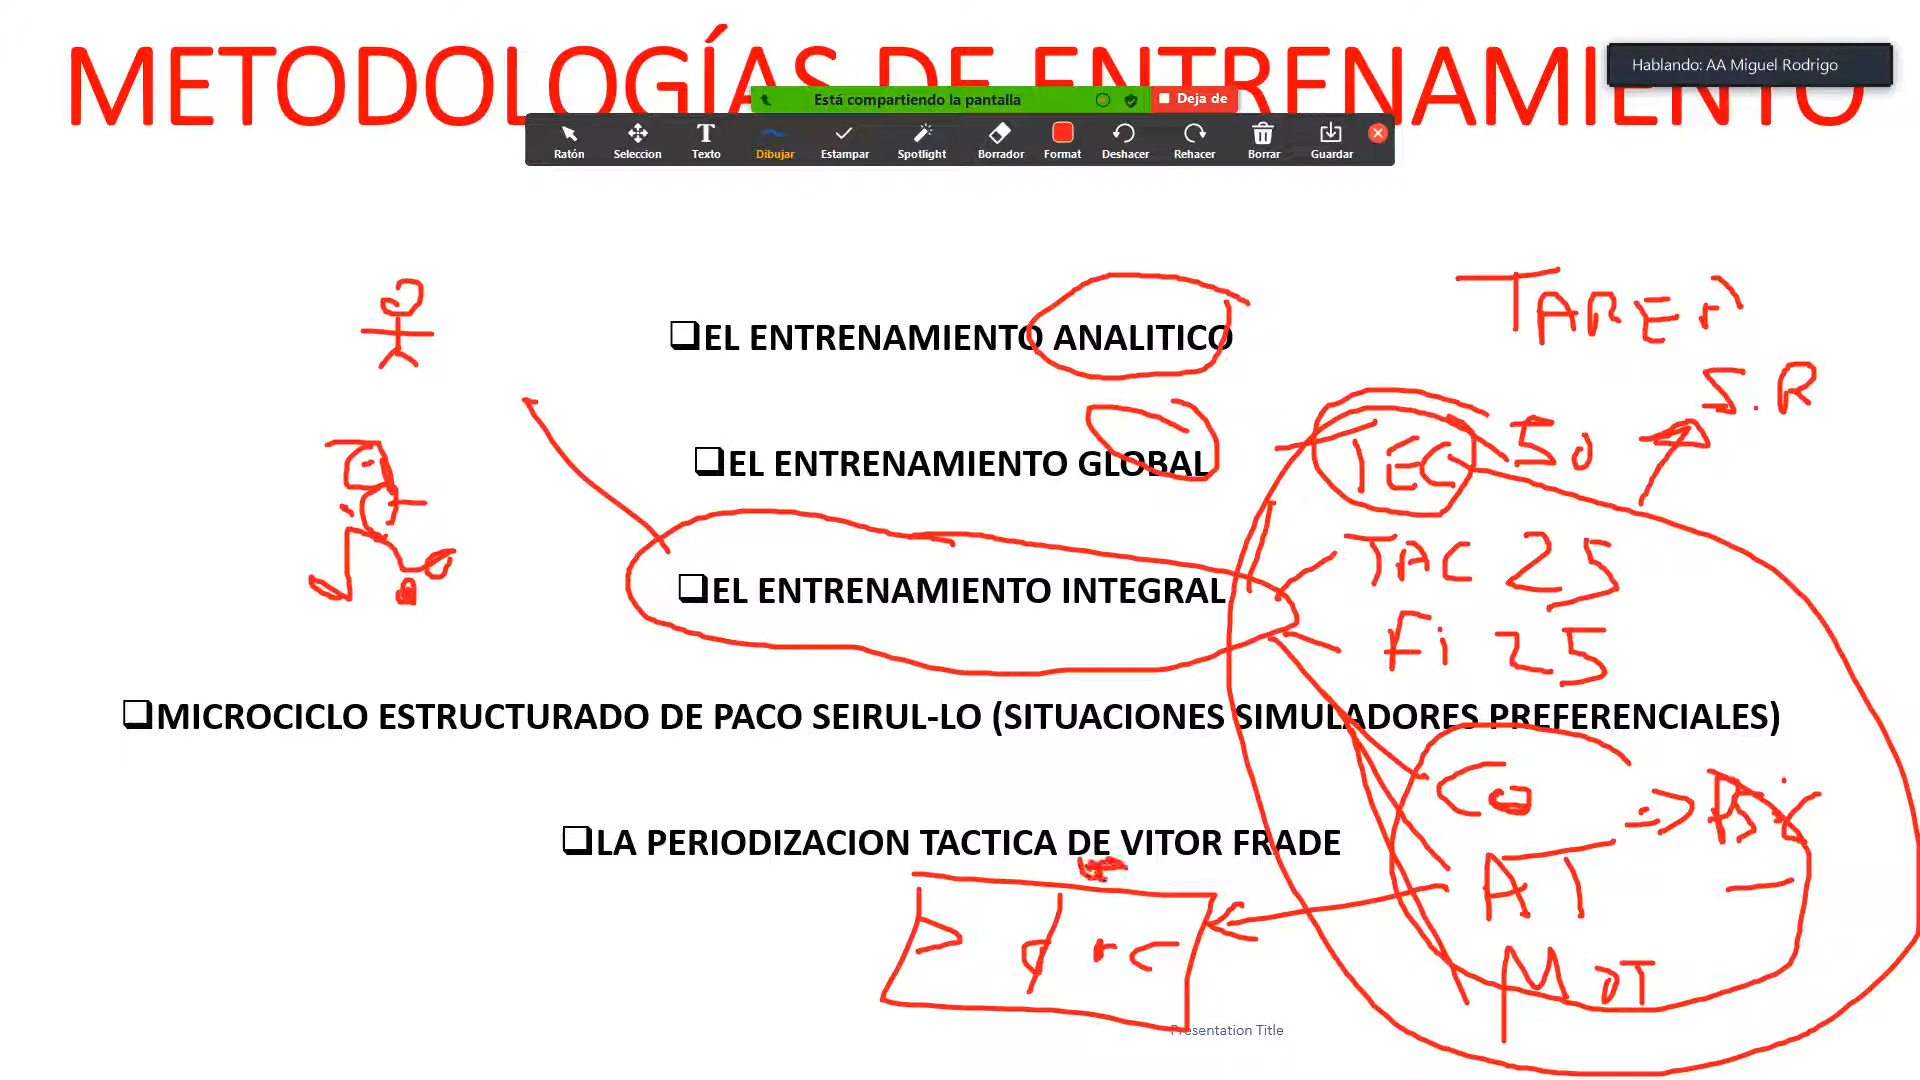 METODOLOGÍAS DE ENTRENAMIENTO
Hablando: AA Miguel Rodrigo
Está compartiendo la pantalla
Deja de
Ratón Seleccion Texto Dibujar Estampar Spotlight Borrador Format Deshacer Rehacer Borrar Guardar
EL ENTRENAMIENTO ANALITICO
TAREA
S.R
EL ENTRENAMIENTO GLOBAL
TEC 50
EL ENTRENAMIENTO INTEGRAL
TAC 25
Fi 25
MICROCICLO ESTRUCTURADO DE PACO SEIRUL-LO (SITUACIONES SIMULADORES PREFERENCIALES)
Co
LA PERIODIZACION TACTICA DE VITOR FRADE
AT
MOT
Presentation Title